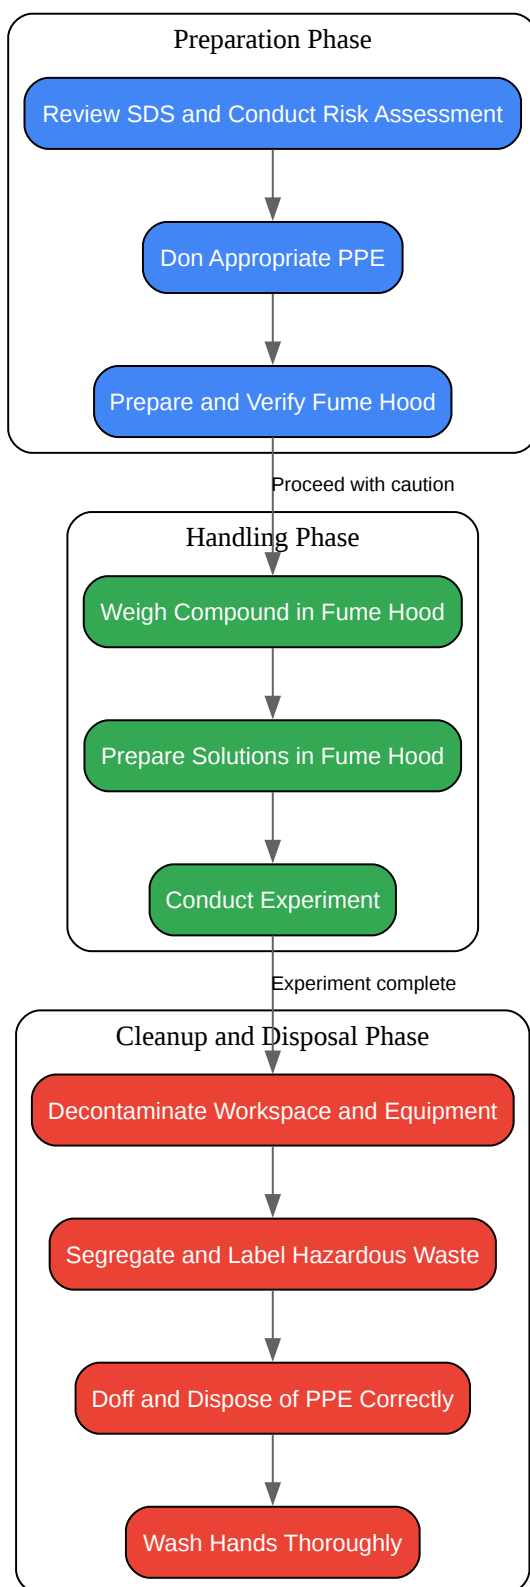 Preparation Phase
Review SDS and Conduct Risk Assessment
Don Appropriate PPE
Prepare and Verify Fume Hood
Proceed with caution
Handling Phase
Weigh Compound in Fume Hood
Prepare Solutions in Fume Hood
Conduct Experiment
Experiment complete
Cleanup and Disposal Phase
Decontaminate Workspace and Equipment
Segregate and Label Hazardous Waste
Doff and Dispose of PPE Correctly
Wash Hands Thoroughly